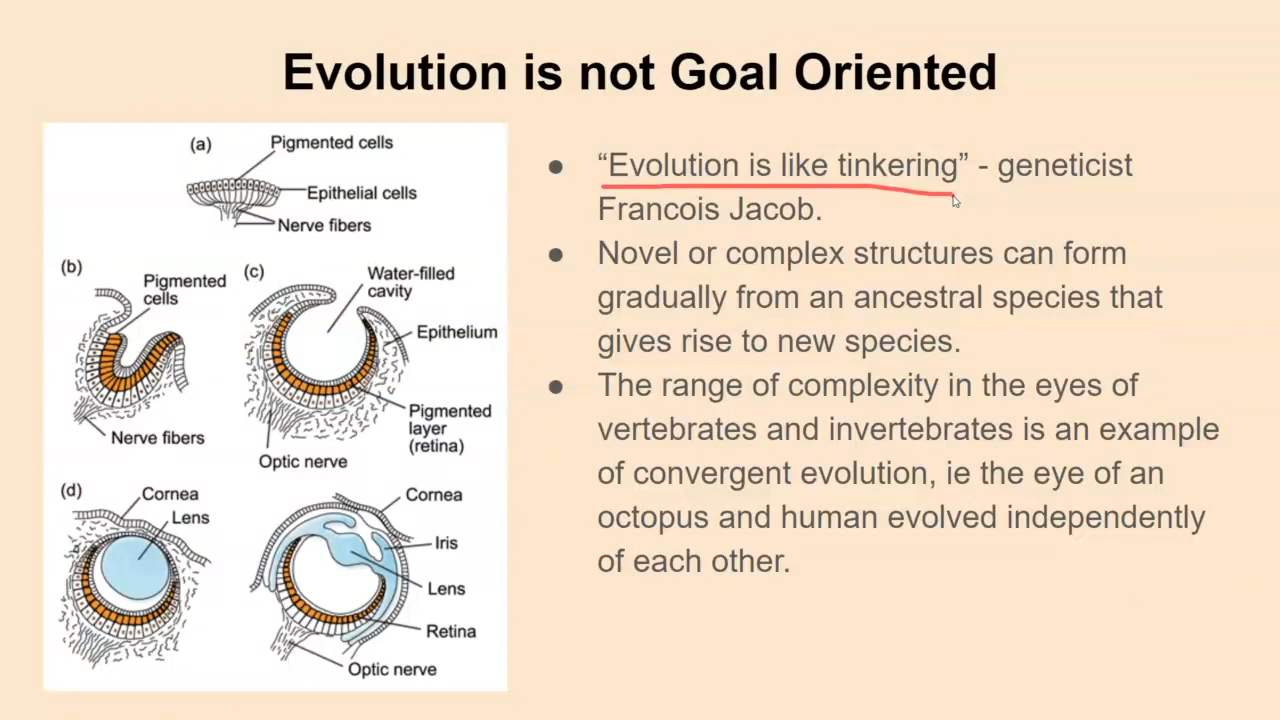 Evolution is not Goal Oriented
(a)
Pigmented cells
Epithelial cells
Nerve fibers
(b)
Pigmented
cells
Nerve fibers
(c)
Water-filled
cavity
Epithelium
Pigmented
layer
(retina)
Optic nerve
(d)
Cornea
Lens
Cornea
Iris
Lens
Retina
Optic nerve
● “Evolution is like tinkering” - geneticist
Francois Jacob.
● Novel or complex structures can form
gradually from an ancestral species that
gives rise to new species.
● The range of complexity in the eyes of
vertebrates and invertebrates is an example
of convergent evolution, ie the eye of an
octopus and human evolved independently
of each other.